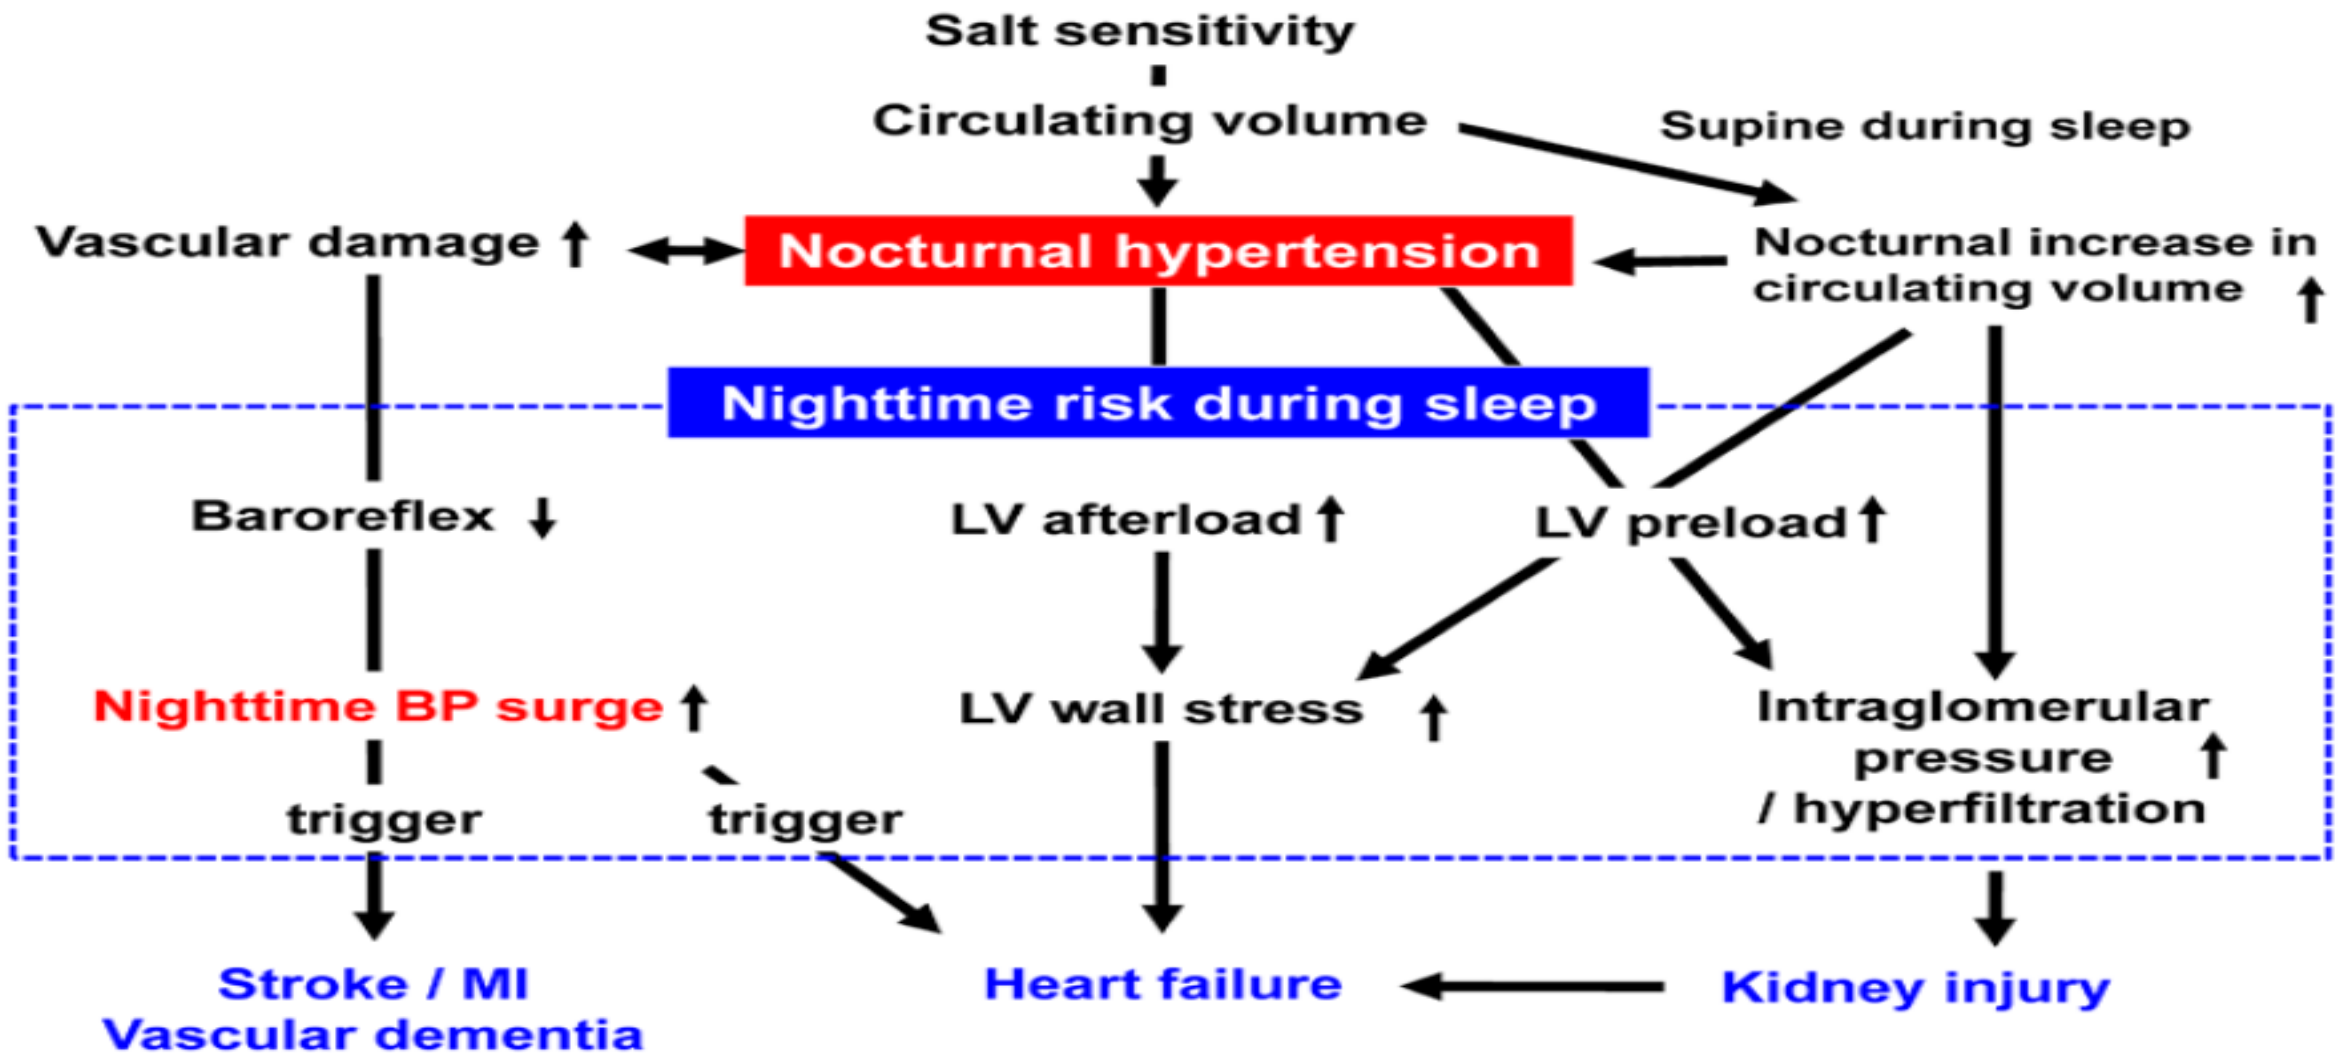 Salt sensitivity
Circulating volume
Supine during sleep
Vascular damage ↑
Nocturnal hypertension
Nocturnal increase in
circulating volume ↑
Nighttime risk during sleep
Baroreflex ↓
LV afterload ↑
LV preload ↑
Nighttime BP surge ↑
LV wall stress ↑
Intraglomerular
pressure ↑
/ hyperfiltration
trigger
trigger
Stroke / MI
Vascular dementia
Heart failure
Kidney injury